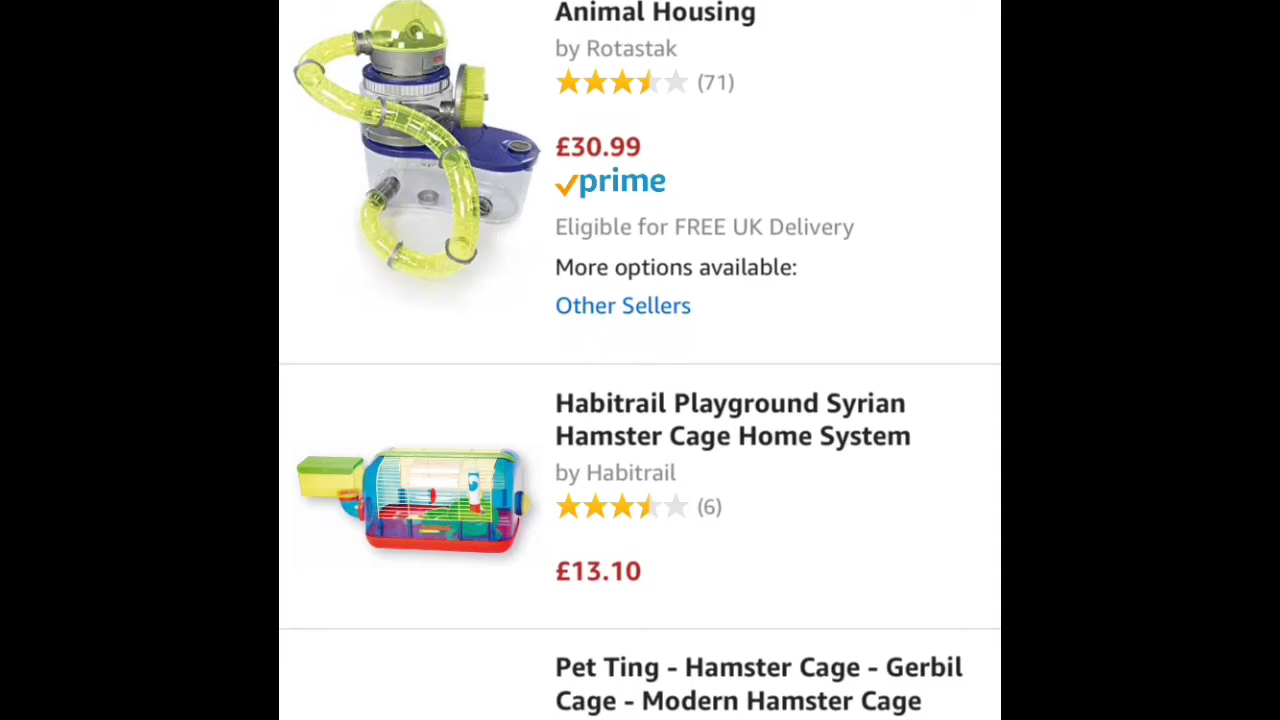 Animal Housing
by Rotastak
(71)
£30.99
prime
Eligible for FREE UK Delivery
More options available:
Other Sellers
Habitrail Playground Syrian
Hamster Cage Home System
by Habitrail
(6)
£13.10
Pet Ting - Hamster Cage - Gerbil
Cage - Modern Hamster Cage